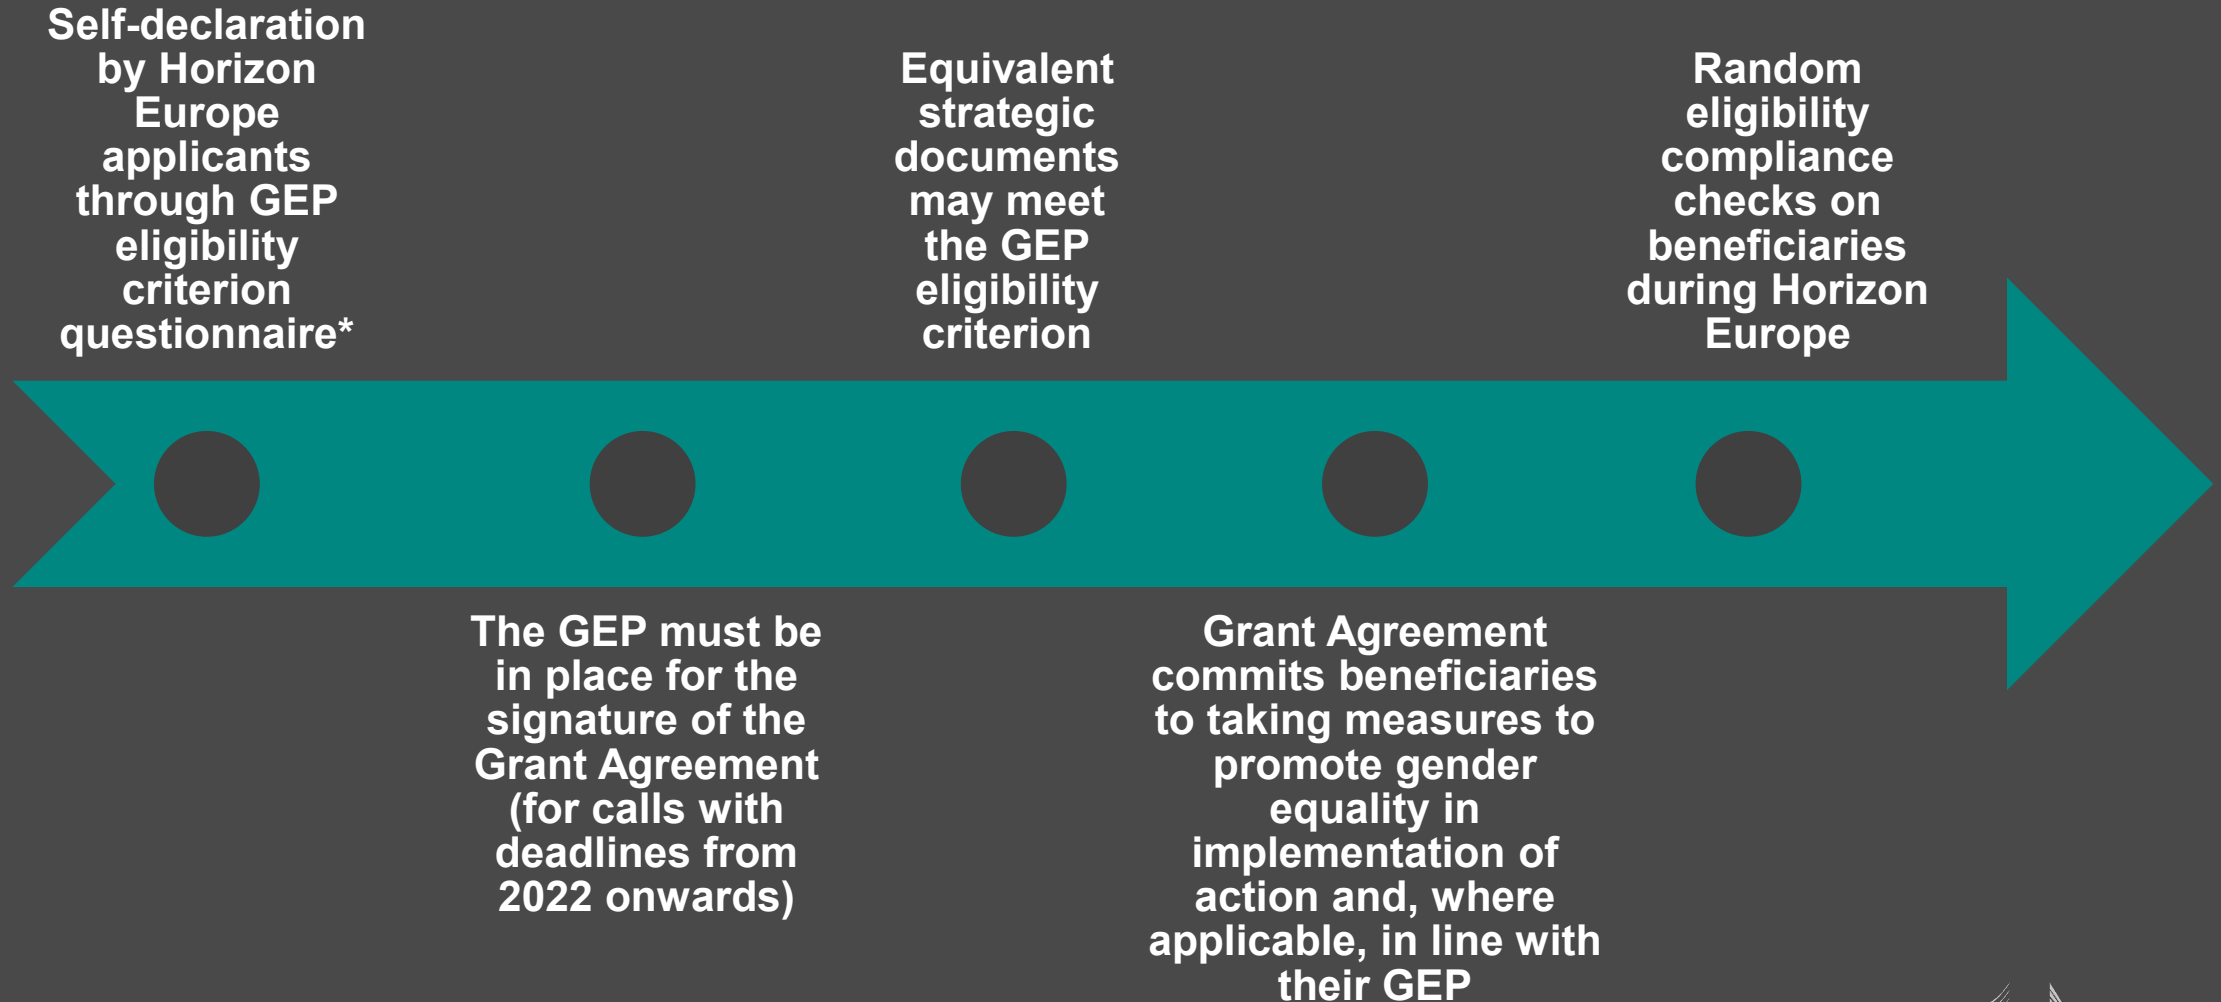 Self-declaration
by Horizon
Europe
applicants
through GEP
eligibility
criterion
questionnaire*
The GEP must be
in place for the
signature of the
Grant Agreement
(for calls with
deadlines from
2022 onwards)
Equivalent
strategic
documents
may meet
the GEP
eligibility
criterion
Grant Agreement
commits beneficiaries
to taking measures to
promote gender
equality in
implementation of
action and, where
applicable, in line with
their GEP
Random
eligibility
compliance
checks on
beneficiaries
during Horizon
Europe